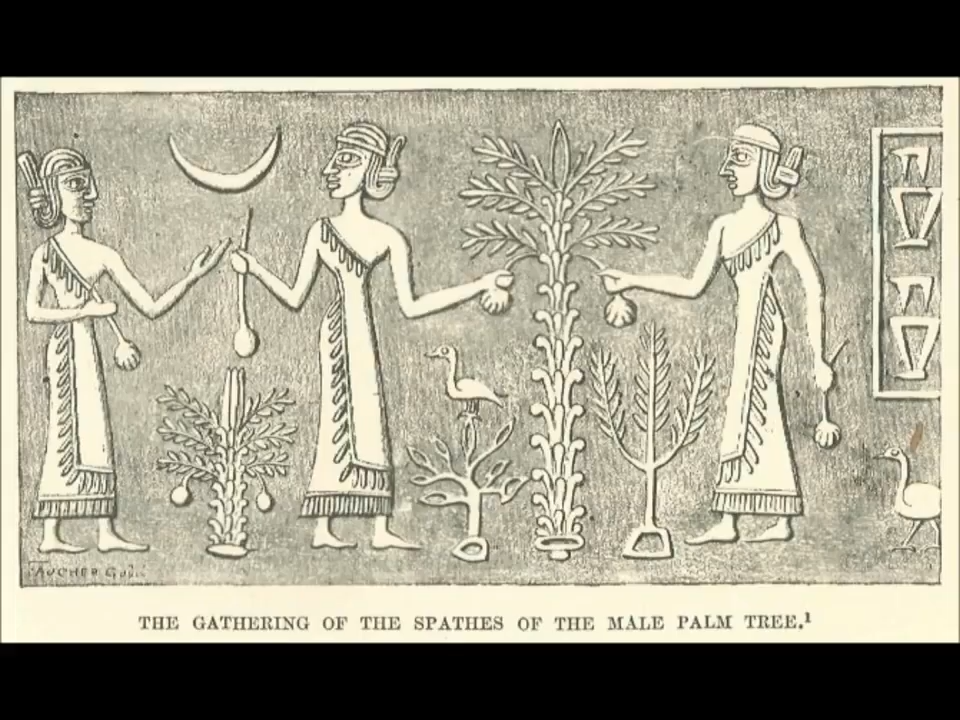 THE GATHERING OF THE SPATHES OF THE MALE PALM TREE.¹